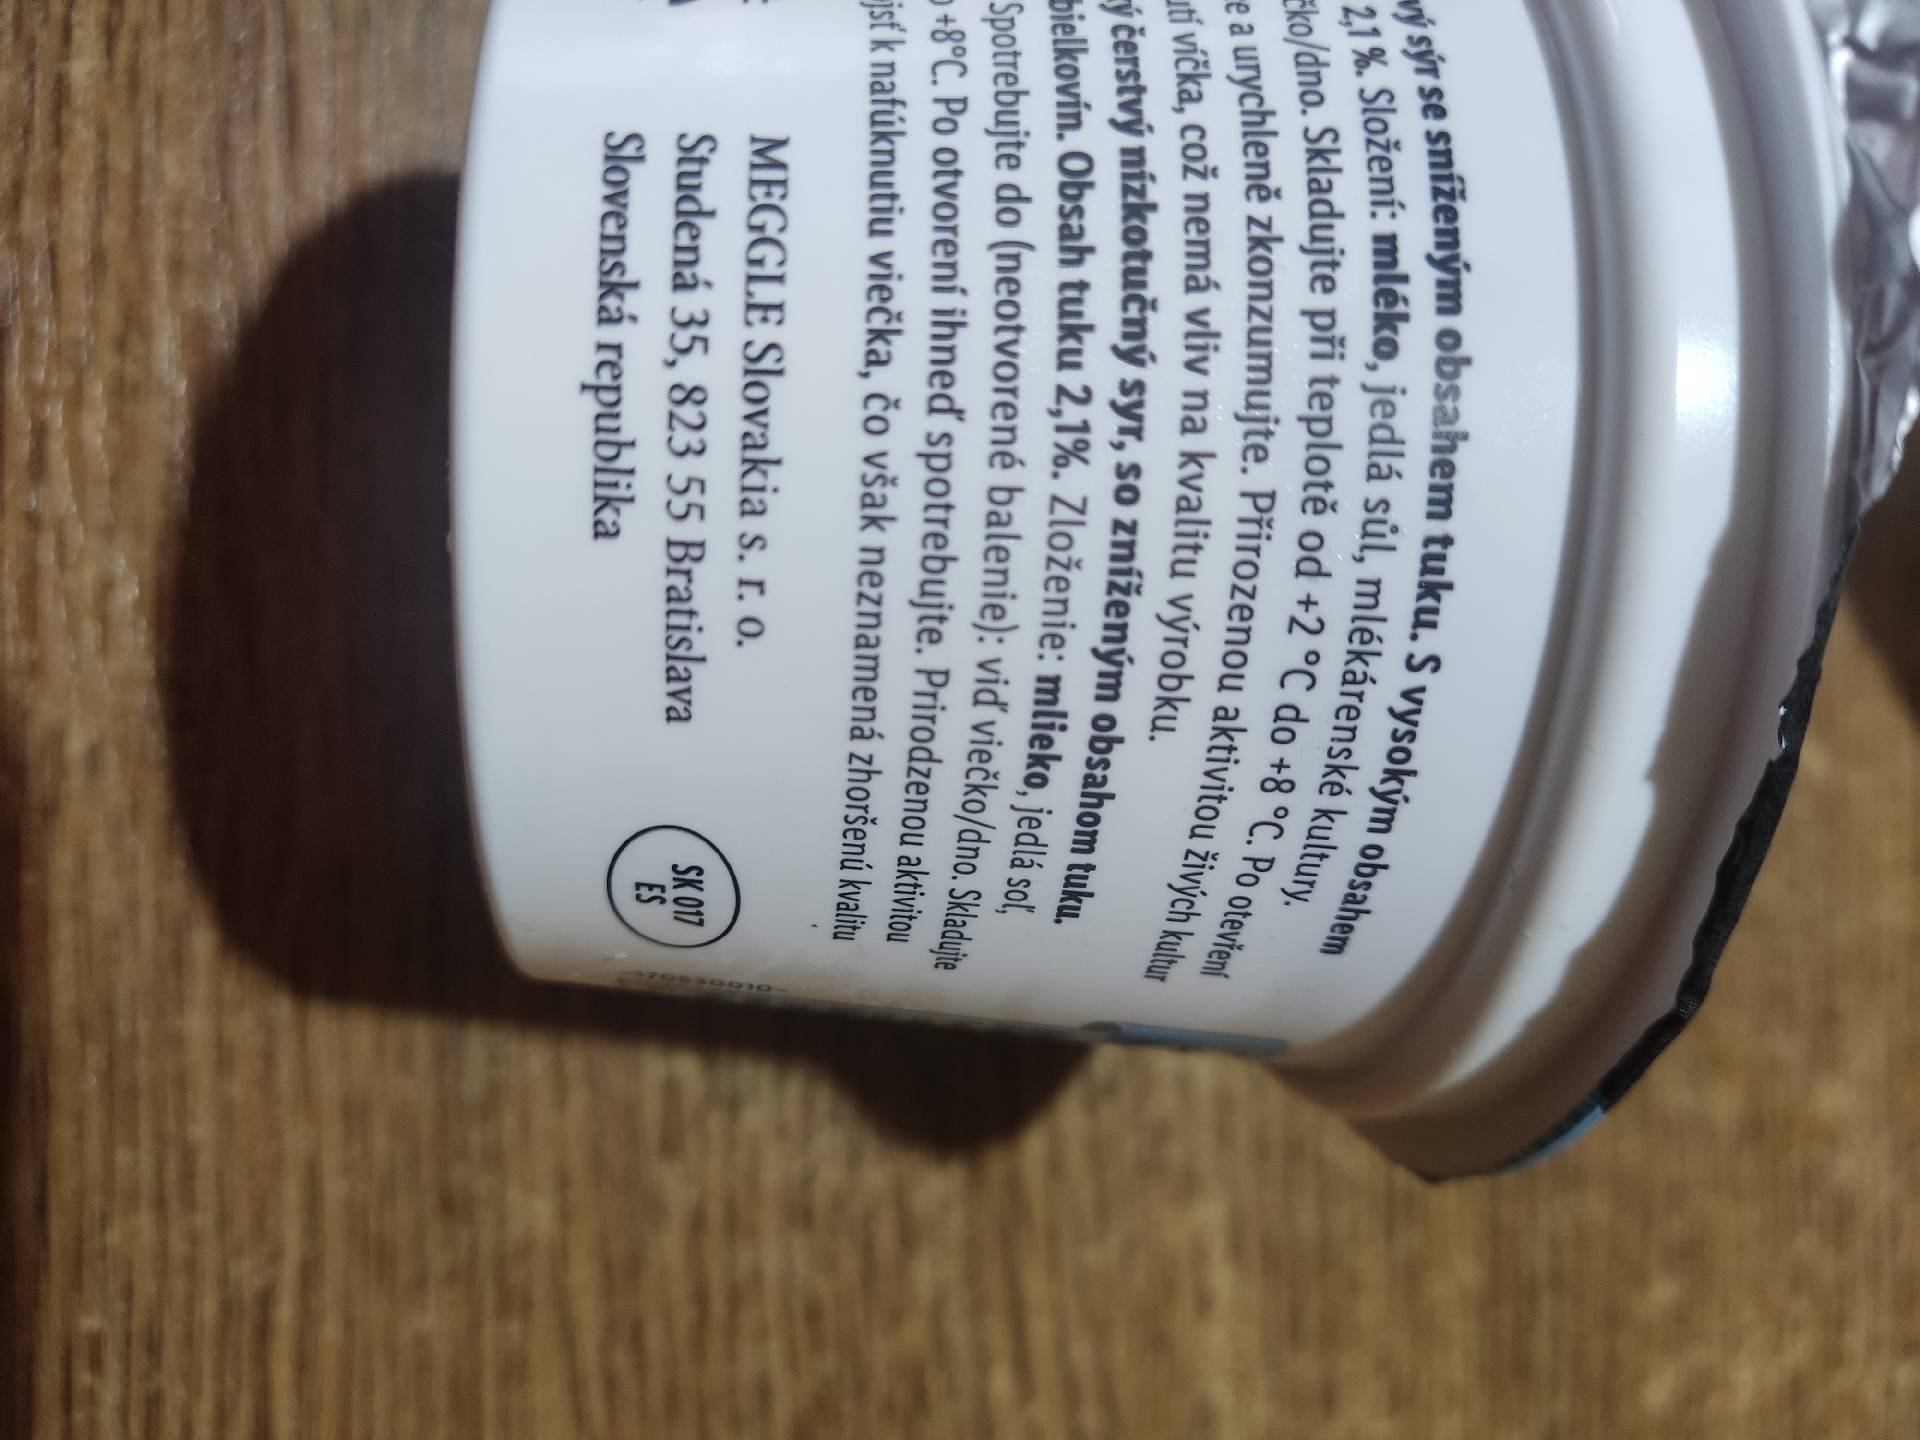 sýr se sníženým obsahem tuku. S vysokým obsahem
2,1 %. Složení: mléko, jedlá sůl, mlékárenské kultury.
čko/dno. Skladujte při teplotě od +2 °C do +8 °C. Po otevření
e a urychleně zkonzumujte. Přirozenou aktivitou živých kultur
utí víčka, což nemá vliv na kvalitu výrobku.
ý čerstvý nízkotučný syr, so zníženým obsahom tuku.
bielkovín. Obsah tuku 2,1%. Zloženie: mlieko, jedlá soľ,
Spotrebujte do (neotvorené balenie): viď viečko/dno. Skladujte
+8°C. Po otvorení ihneď spotrebujte. Prirodzenou aktivitou
jsť k nafúknutiu viečka, čo však neznamená zhoršenú kvalitu
MEGGLE Slovakia s. r. o.
Studená 35, 823 55 Bratislava
Slovenská republika
SK 017
ES